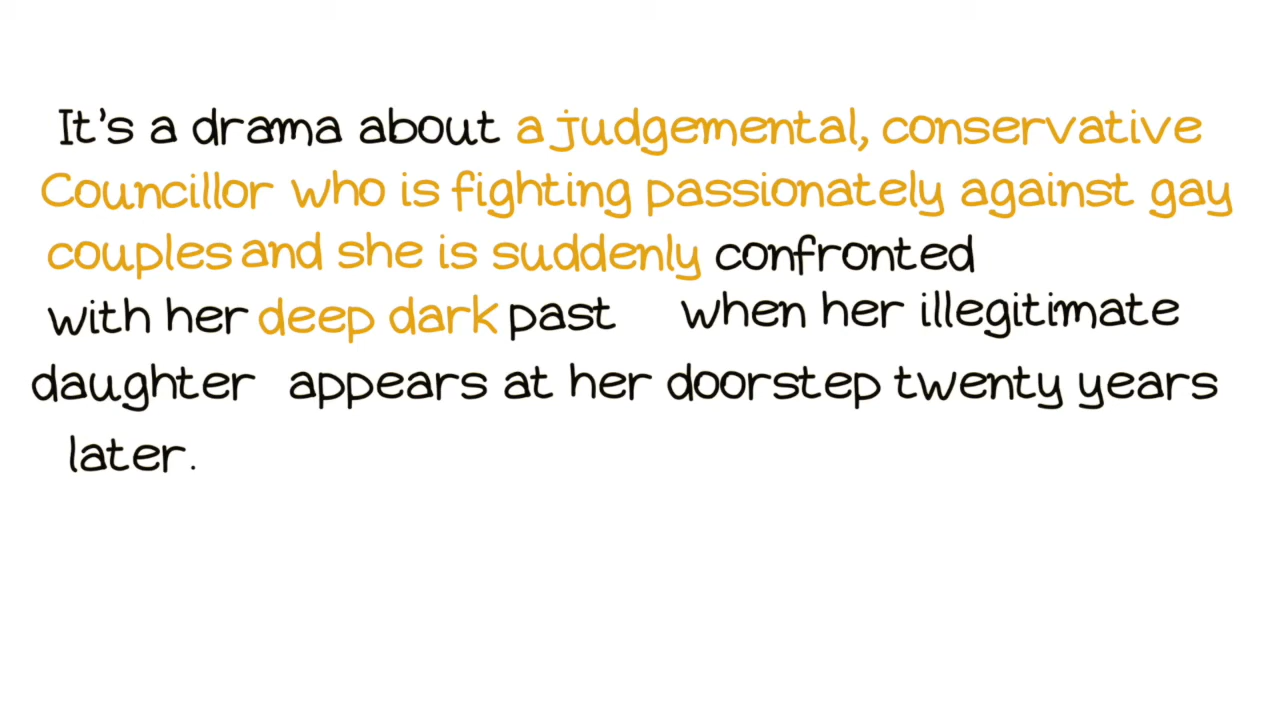 It's a drama about a judgemental, conservative
Councillor who is fighting passionately against gay
couples and she is suddenly confronted
with her deep dark past when her illegitimate
daughter appears at her doorstep twenty years
later.